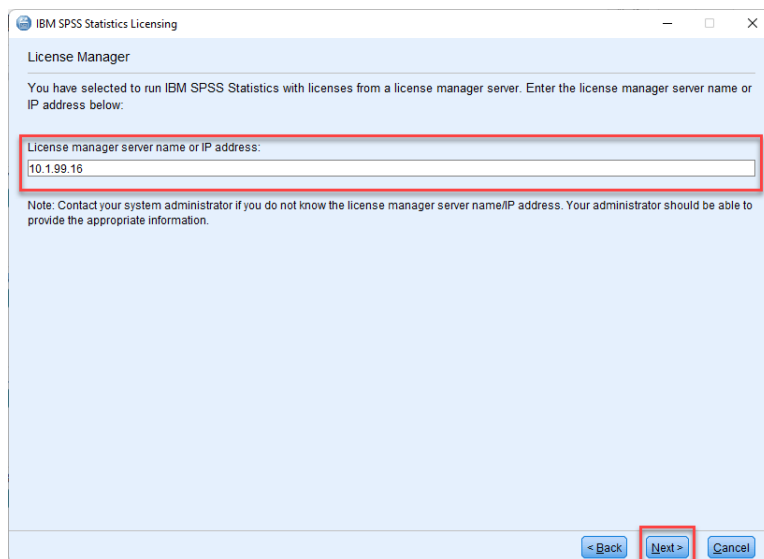 IBM SPSS Statistics Licensing
License Manager
You have selected to run IBM SPSS Statistics with licenses from a license manager server. Enter the license manager server name or
IP address below:
License manager server name or IP address:
10.1.99.16
Note: Contact your system administrator if you do not know the license manager server name/IP address. Your administrator should be able to
provide the appropriate information.
< Back Next > Cancel